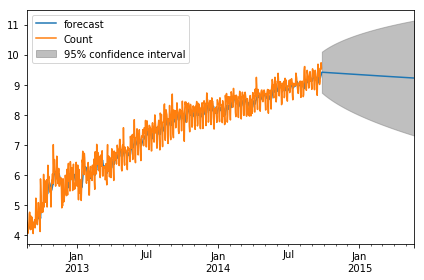 forecast
Count
95% confidence interval
11
10
9
8
7
6
5
4
Jan
2013
Jul
Jan
2014
Jul
Jan
2015